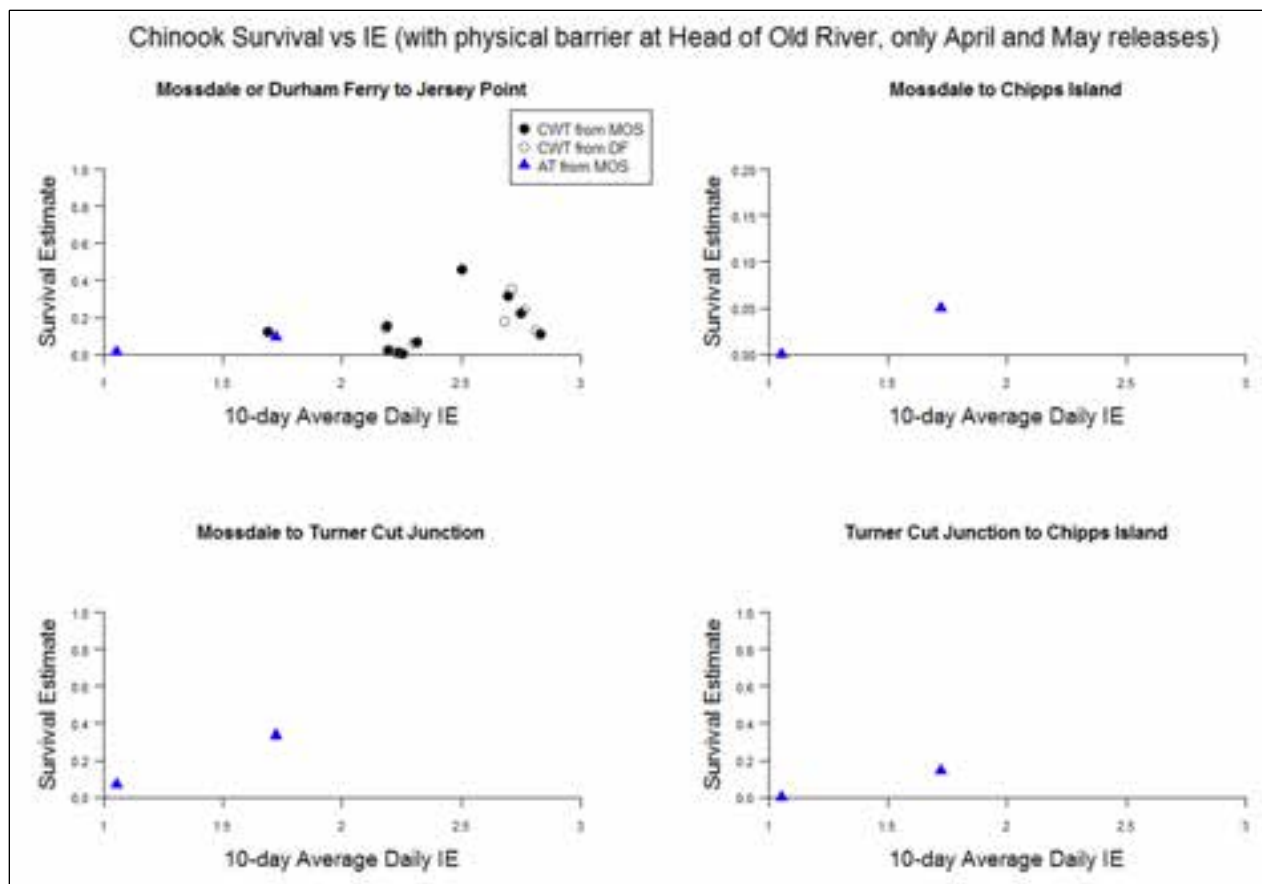 Chinook Survival vs IE (with physical barrier at Head of Old River, only April and May releases)
Mossdale or Durham Ferry to Jersey Point
CWT from MOS
CWT from DF
AT from MOS
Survival Estimate
1.0
0.8
0.6
0.4
0.2
0.0
1
1.5
2
2.5
3
10-day Average Daily IE
Mossdale to Chipps Island
Survival Estimate
0.20
0.15
0.10
0.05
0.00
1
1.5
2
2.5
3
10-day Average Daily IE
Mossdale to Turner Cut Junction
Survival Estimate
1.0
0.8
0.6
0.4
0.2
0.0
1
1.5
2
2.5
3
10-day Average Daily IE
Turner Cut Junction to Chipps Island
Survival Estimate
1.0
0.8
0.6
0.4
0.2
0.0
1
1.5
2
2.5
3
10-day Average Daily IE